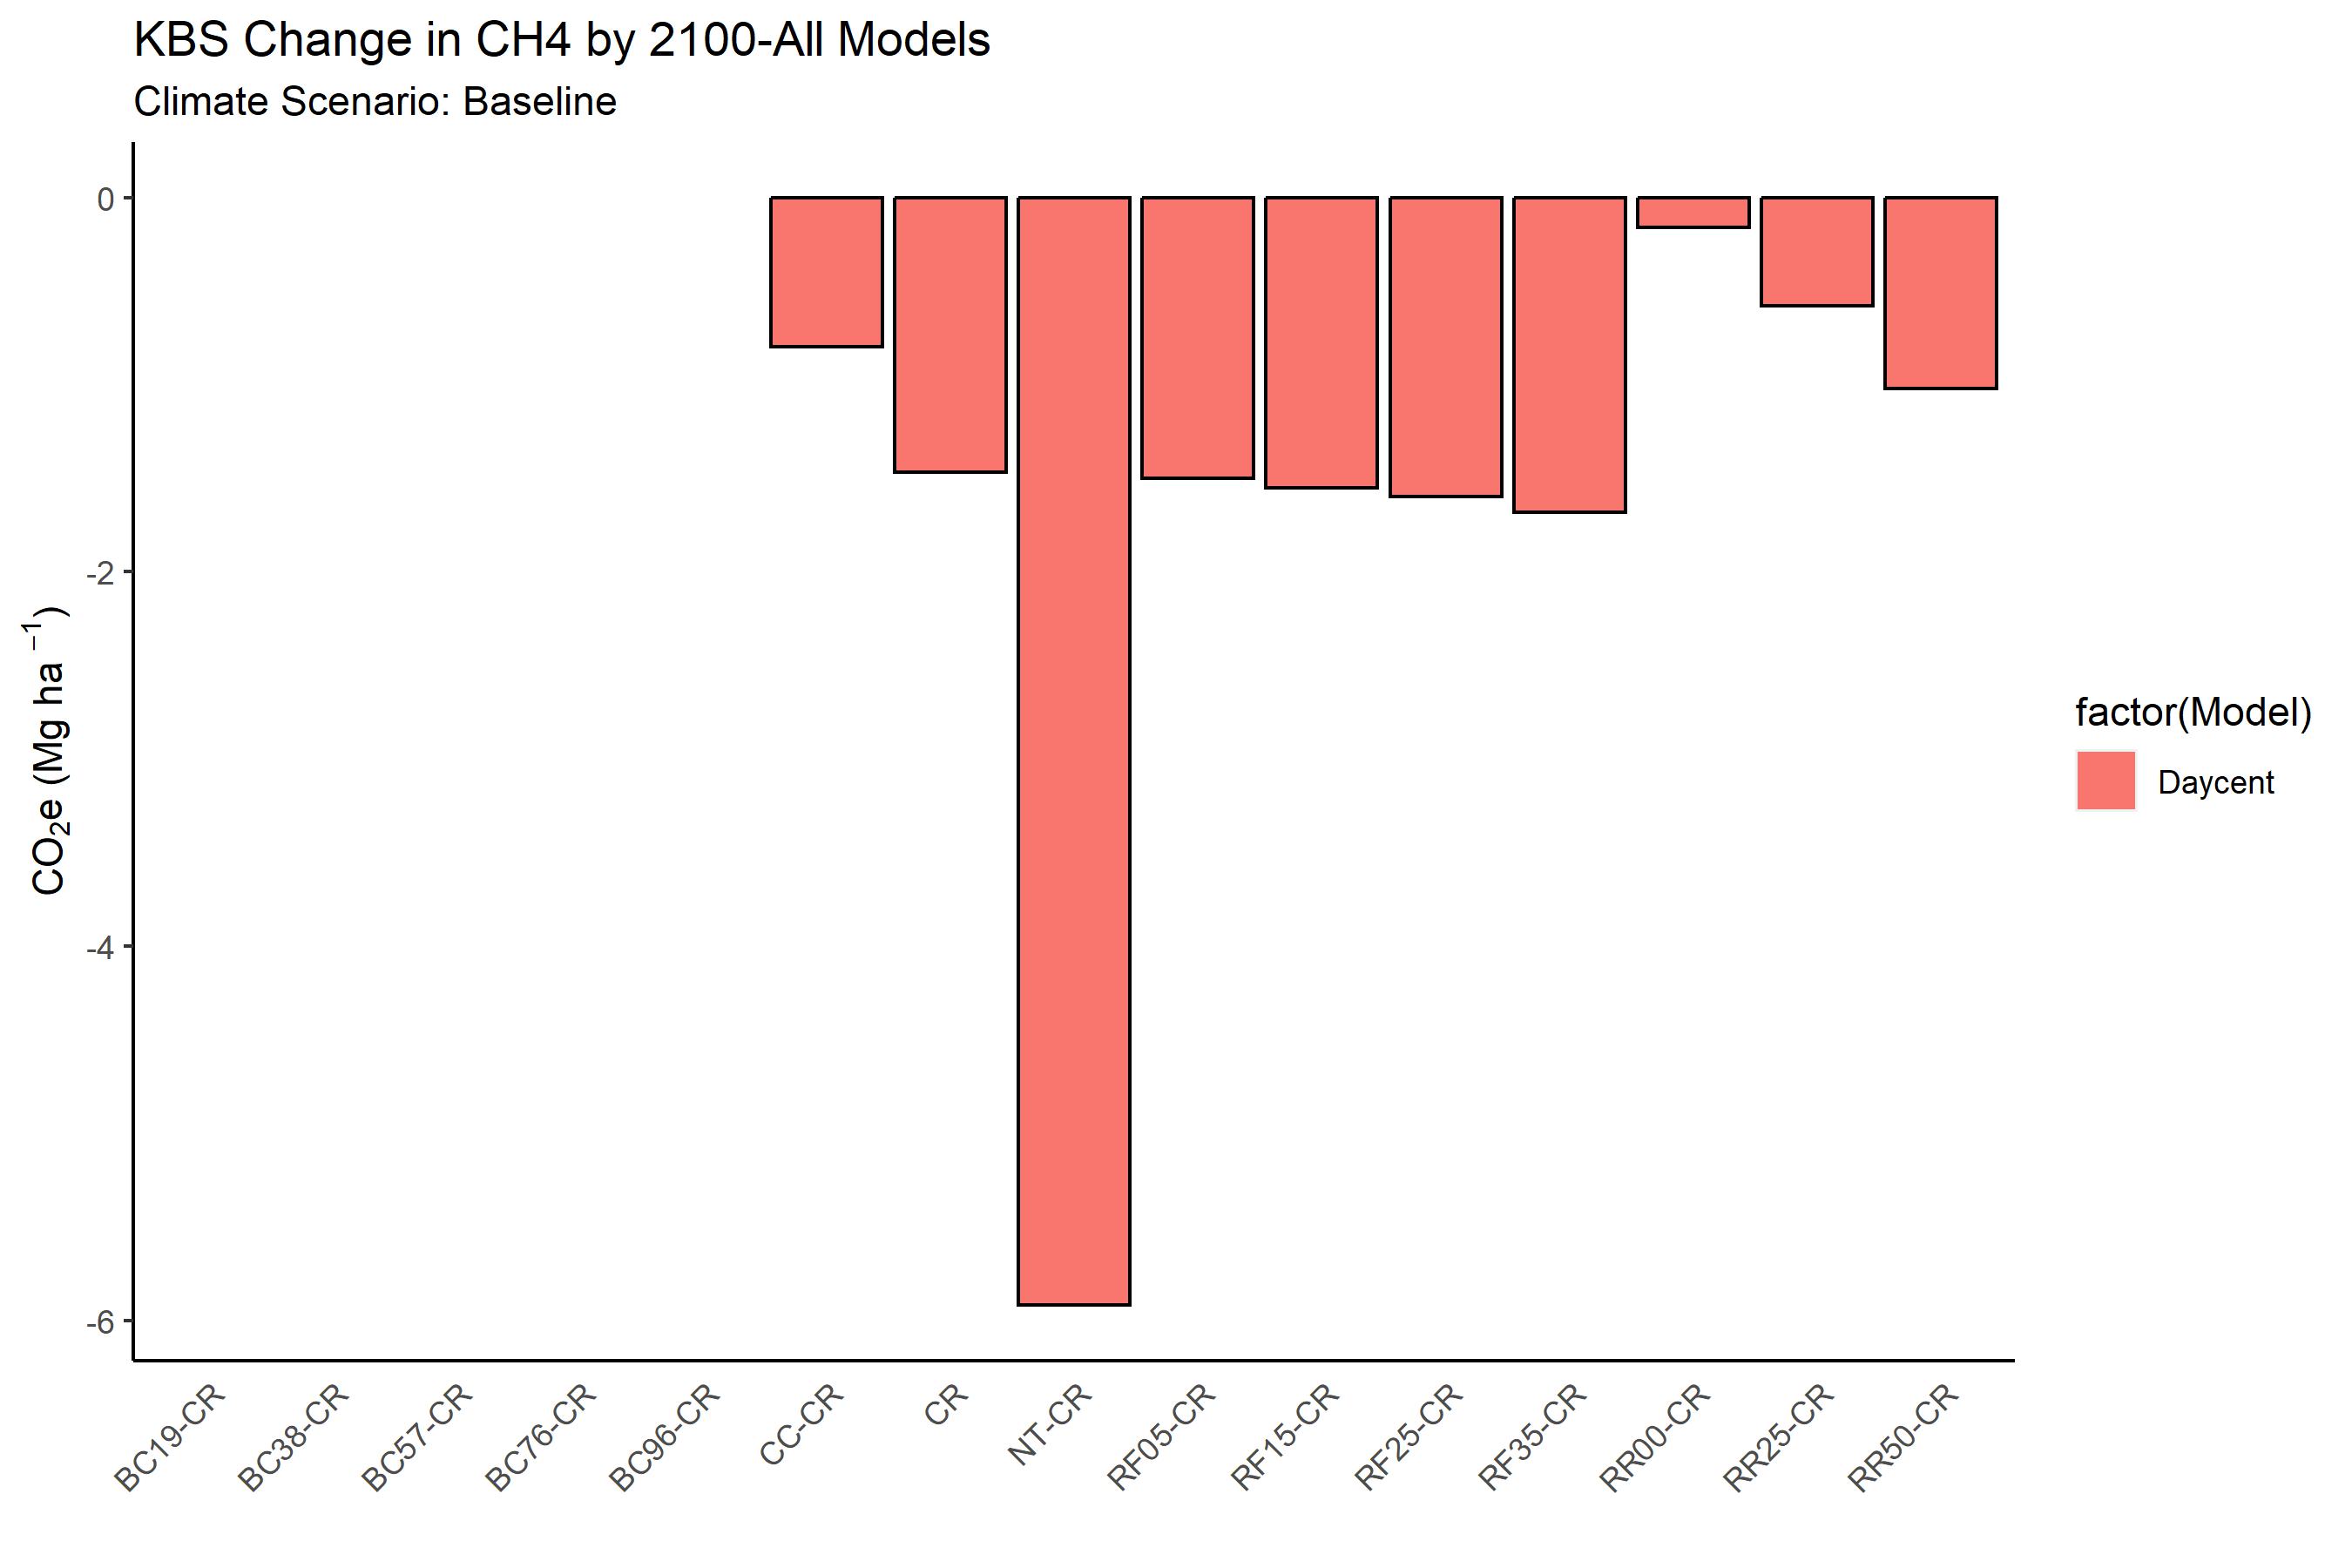 KBS Change in CH4 by 2100-All Models
Climate Scenario: Baseline
CO₂e (Mg ha ⁻¹)
0
-2
-4
-6
BC19-CR
BC38-CR
BC57-CR
BC76-CR
BC96-CR
CC-CR
CR
NT-CR
RF05-CR
RF15-CR
RF25-CR
RF35-CR
RR00-CR
RR25-CR
RR50-CR
factor(Model)
Daycent